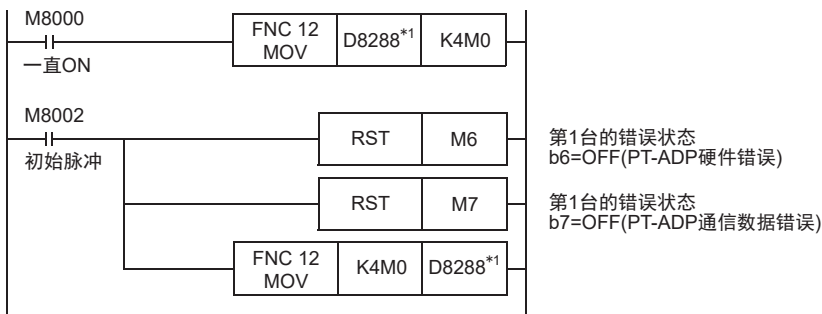 M8000
一直ON
FNC 12
MOV
D8288*1
K4M0
M8002
初始脉冲
RST
M6
第1台的错误状态
b6=OFF(PT-ADP硬件错误)
RST
M7
第1台的错误状态
b7=OFF(PT-ADP通信数据错误)
FNC 12
MOV
K4M0
D8288*1